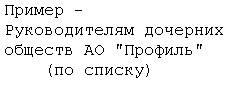 Пример -
Руководителям дочерних
обществ АО "Профиль"
(по списку)